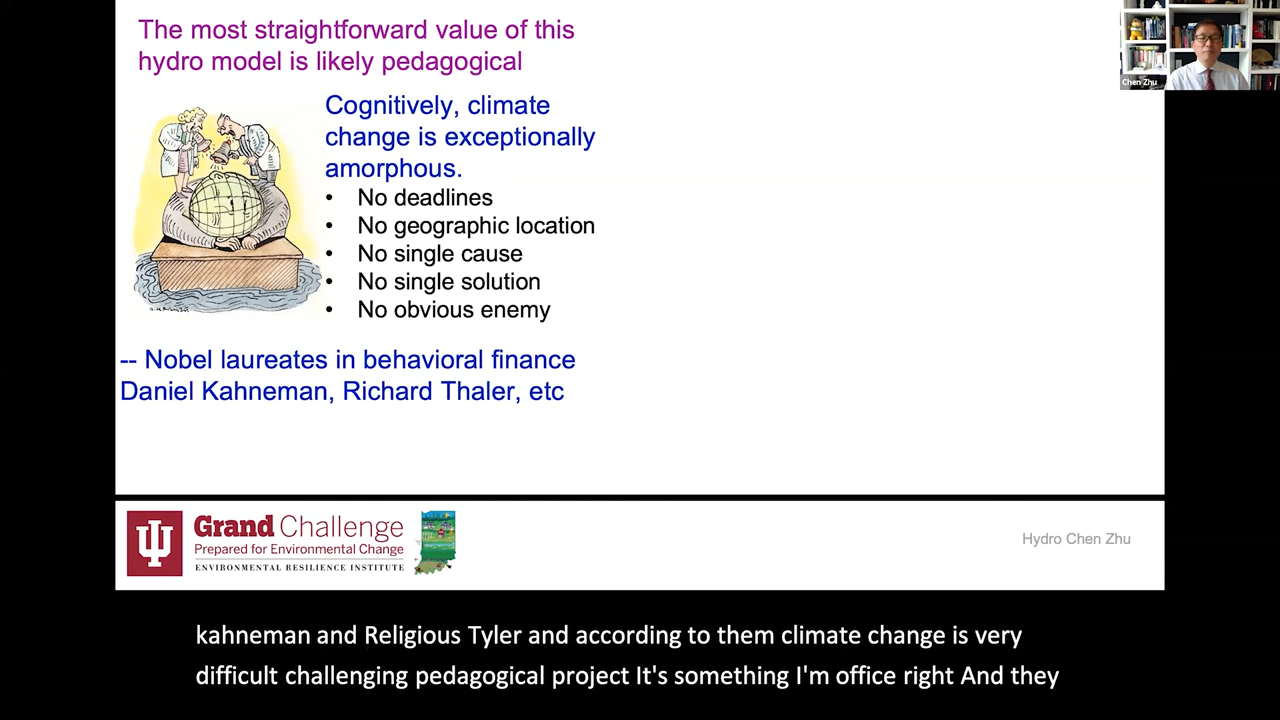 The most straightforward value of this
hydro model is likely pedagogical
Cognitively, climate
change is exceptionally
amorphous.
• No deadlines
• No geographic location
• No single cause
• No single solution
• No obvious enemy
-- Nobel laureates in behavioral finance
Daniel Kahneman, Richard Thaler, etc
Chen Zhu
Grand Challenge
Prepared for Environmental Change
ENVIRONMENTAL RESILIENCE INSTITUTE
Hydro Chen Zhu
kahneman and Religious Tyler and according to them climate change is very
difficult challenging pedagogical project It's something I'm office right And they